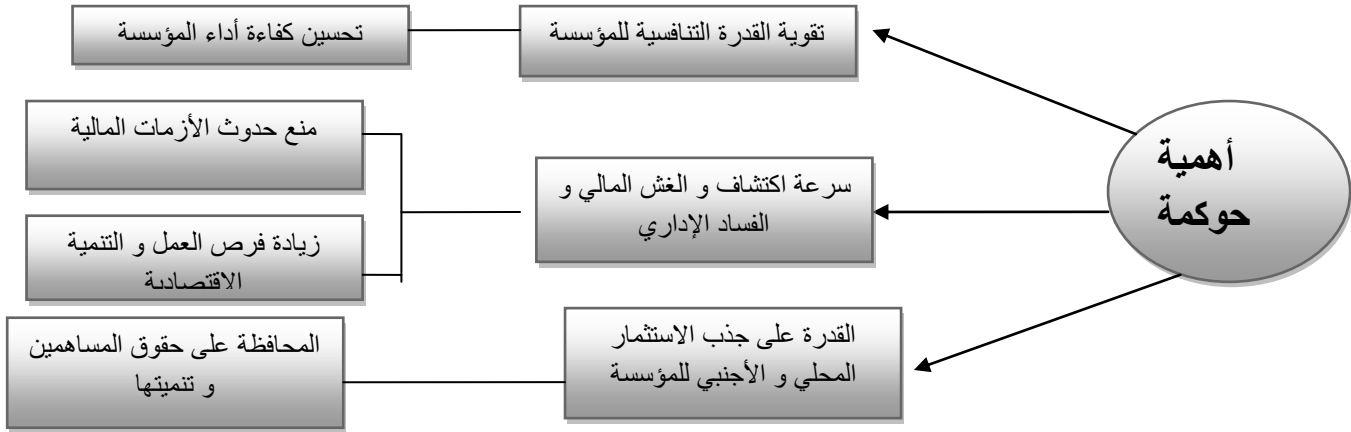 أهمية
حوكمة
تقوية القدرة التنافسية للمؤسسة
تحسين كفاءة أداء المؤسسة
سرعة اكتشاف و الغش المالي و
الفساد الإداري
منع حدوث الأزمات المالية
زيادة فرص العمل و التنمية
الاقتصادية
القدرة على جذب الاستثمار
المحلي و الأجنبي للمؤسسة
المحافظة على حقوق المساهمين
و تنميتها